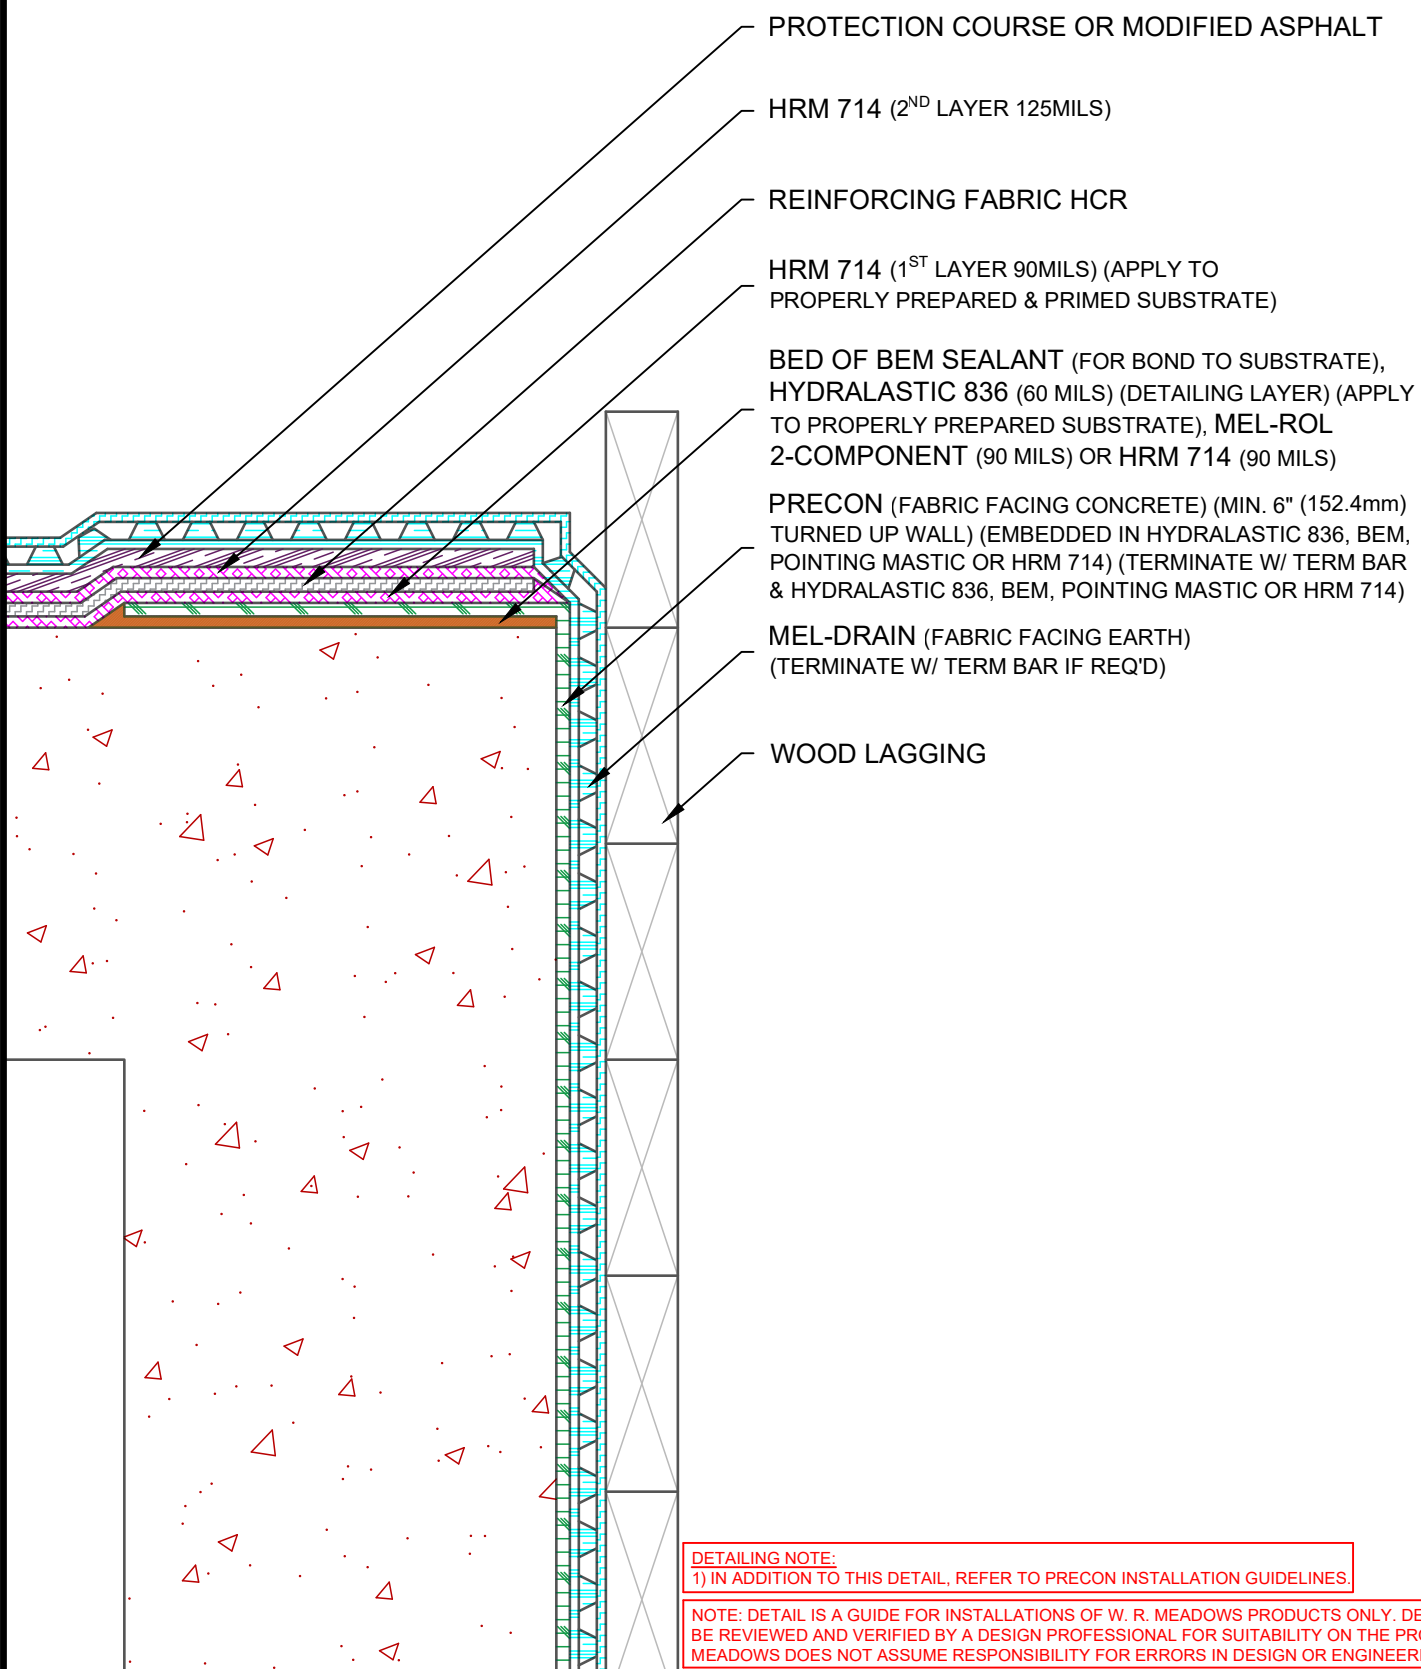 PROTECTION COURSE OR MODIFIED ASPHALT
HRM 714 (2ND LAYER 125MILS)
REINFORCING FABRIC HCR
HRM 714 (1ST LAYER 90MILS) (APPLY TO
PROPERLY PREPARED & PRIMED SUBSTRATE)
BED OF BEM SEALANT (FOR BOND TO SUBSTRATE),
HYDRALASTIC 836 (60 MILS) (DETAILING LAYER) (APPLY
TO PROPERLY PREPARED SUBSTRATE), MEL-ROL
2-COMPONENT (90 MILS) OR HRM 714 (90 MILS)
PRECON (FABRIC FACING CONCRETE) (MIN. 6" (152.4mm)
TURNED UP WALL) (EMBEDDED IN HYDRALASTIC 836, BEM,
POINTING MASTIC OR HRM 714) (TERMINATE W/ TERM BAR
& HYDRALASTIC 836, BEM, POINTING MASTIC OR HRM 714)
MEL-DRAIN (FABRIC FACING EARTH)
(TERMINATE W/ TERM BAR IF REQ'D)
WOOD LAGGING
DETAILING NOTE:
1) IN ADDITION TO THIS DETAIL, REFER TO PRECON INSTALLATION GUIDELINES.
NOTE: DETAIL IS A GUIDE FOR INSTALLATIONS OF W. R. MEADOWS PRODUCTS ONLY.
BE REVIEWED AND VERIFIED BY A DESIGN PROFESSIONAL FOR SUITABILITY ON THE
MEADOWS DOES NOT ASSUME RESPONSIBILITY FOR ERRORS IN DESIGN OR